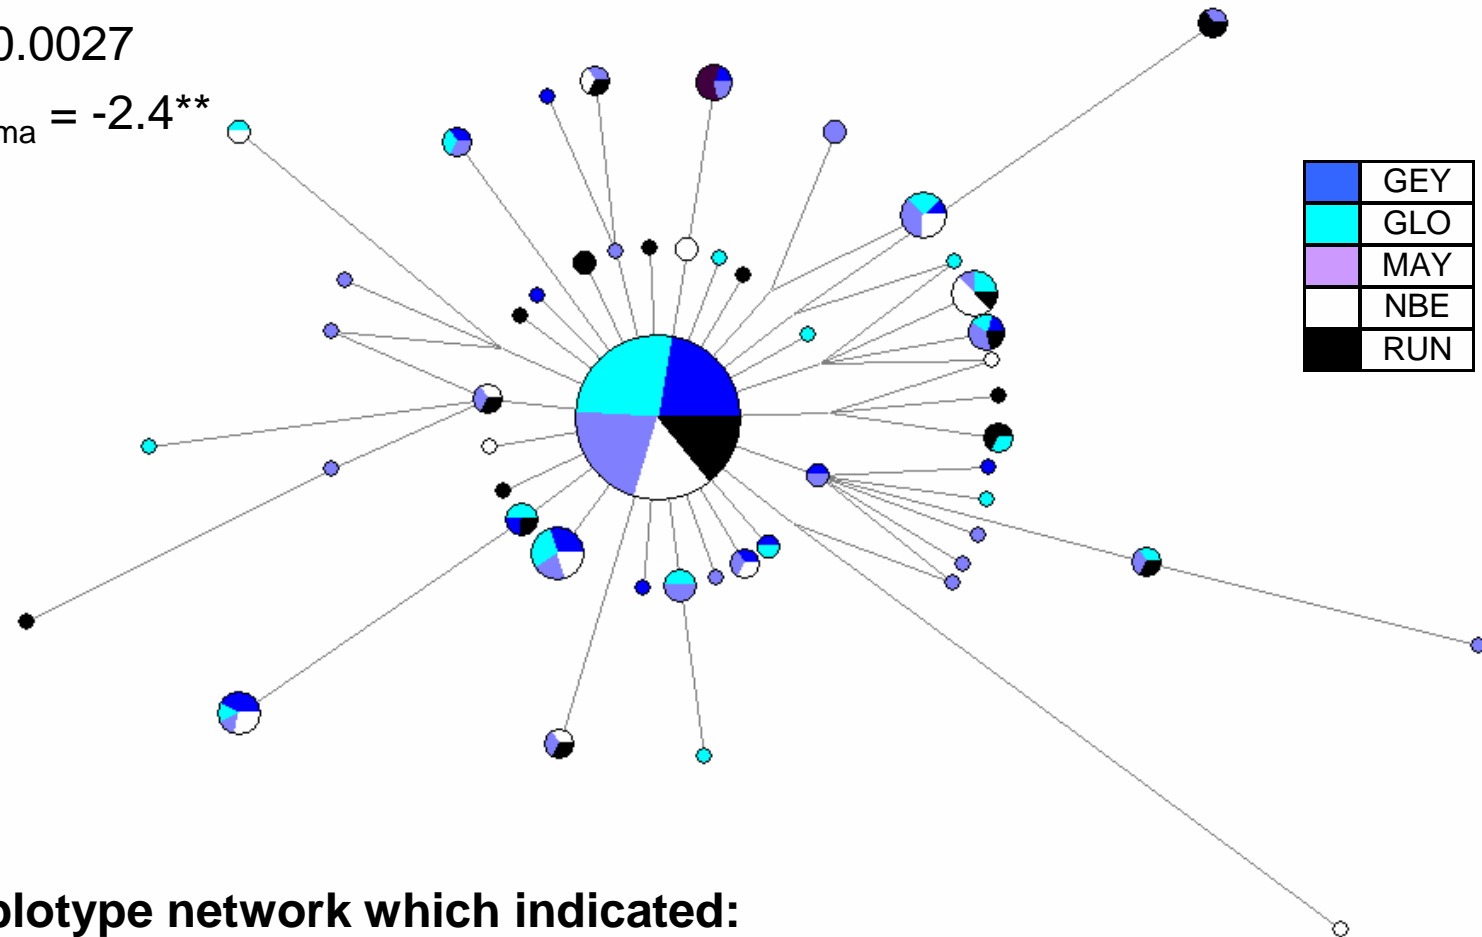 0.0027
ma = -2.4**
GEY
GLO
MAY
NBE
RUN
plotype network which indicated: